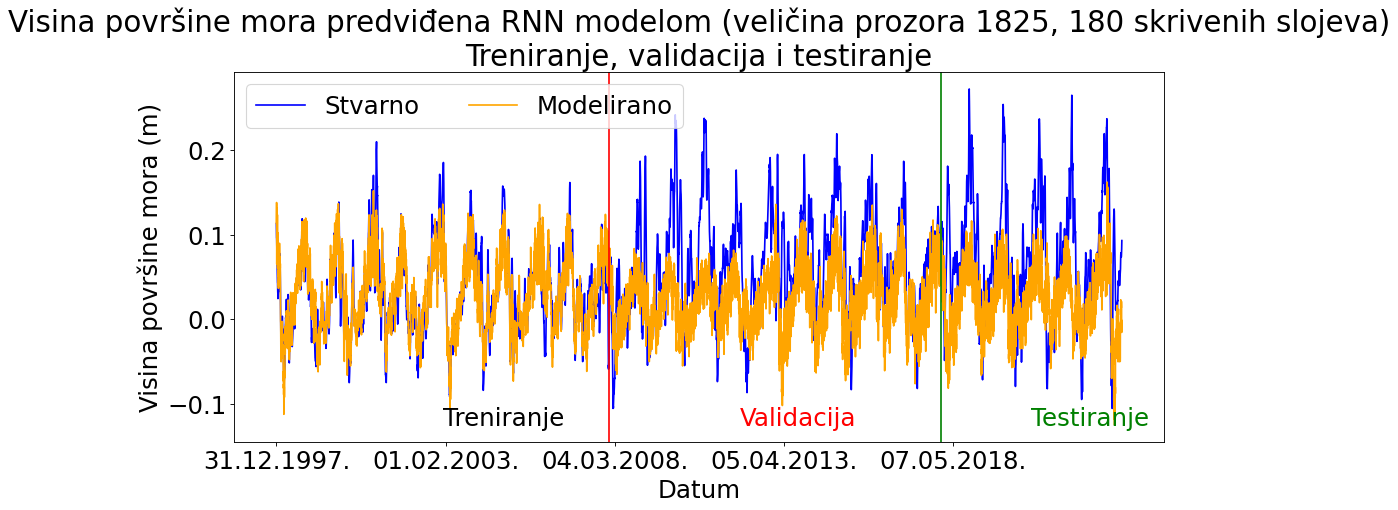 Visina površine mora predviđena RNN modelom (veličina prozora 1825, 180 skrivenih slojeva)
Treniranje, validacija i testiranje
Stvarno
Modelirano
Visina površine mora (m)
0.2
0.1
0.0
−0.1
Treniranje
Validacija
Testiranje
31.12.1997.
01.02.2003.
04.03.2008.
05.04.2013.
07.05.2018.
Datum